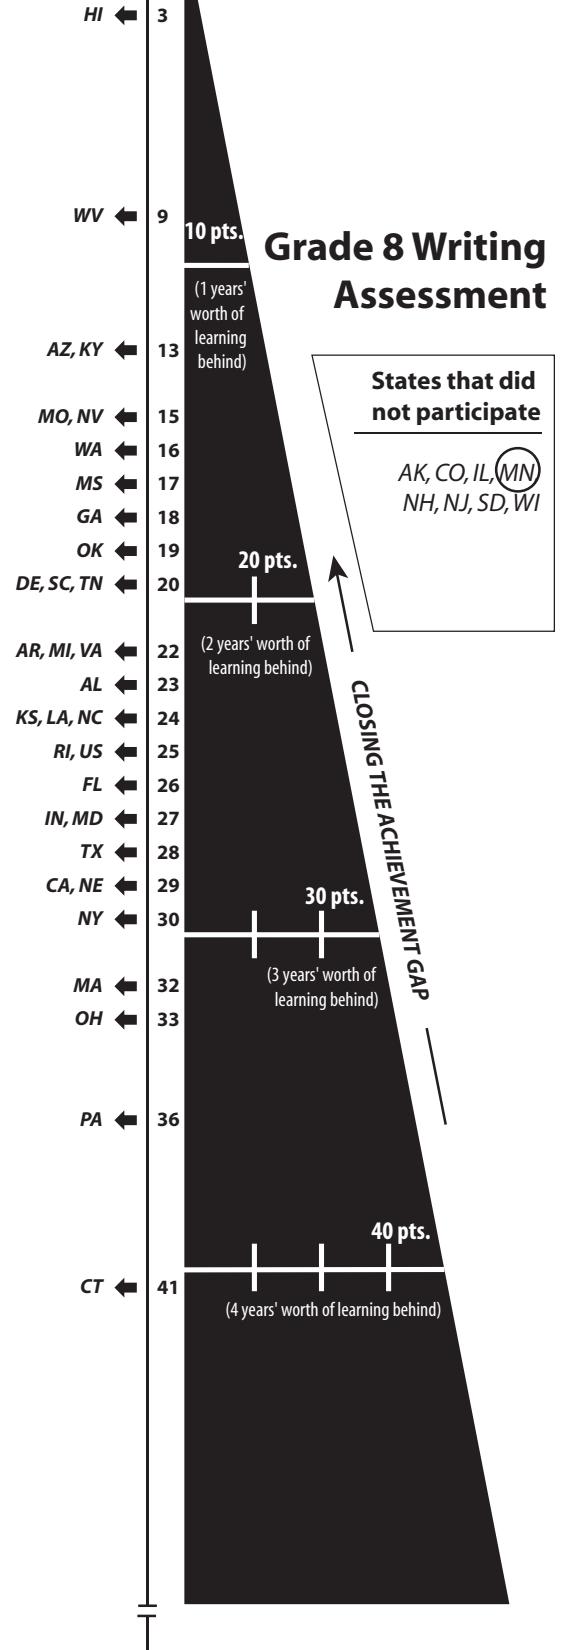 HI 3
WV 9
10 pts.
Grade 8 Writing
Assessment
(1 years'
worth of
learning
behind)
AZ, KY 13
States that did
not participate
MO, NV 15
WA 16
AK, CO, IL, MN
MS 17
NH, NJ, SD, WI
GA 18
OK 19
20 pts.
DE, SC, TN 20
(2 years' worth of
learning behind)
AR, MI, VA 22
AL 23
KS, LA, NC 24
RI, US 25
FL 26
IN, MD 27
TX 28
CA, NE 29
CLOSING THE ACHIEVEMENT GAP
30 pts.
NY 30
(3 years' worth of
learning behind)
MA 32
OH 33
PA 36
40 pts.
CT 41
(4 years' worth of learning behind)